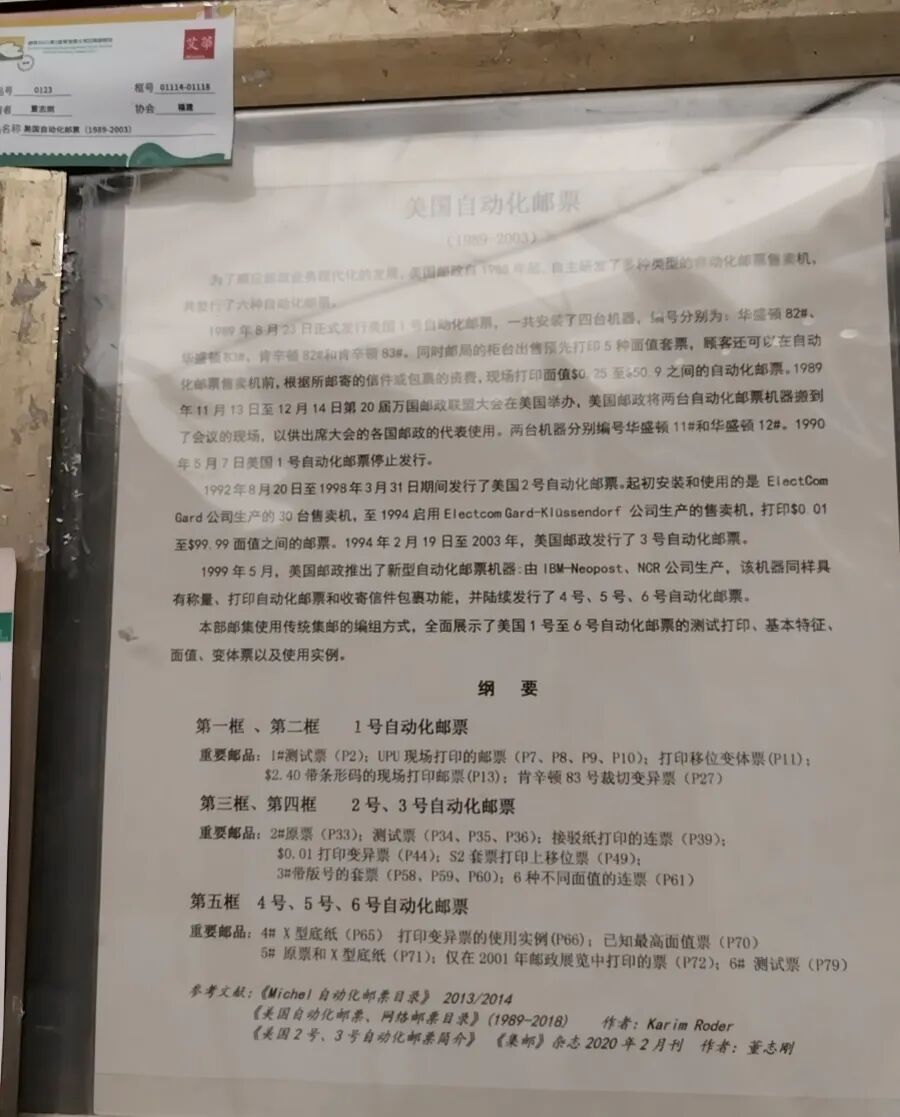 艾华
0123
框号 01114-01118
董志刚
协会 福建
名称 美国自动化邮票（1989-2003）
美国自动化邮票
（1989-2003）
为了顺应邮政业务现代化的发展，美国邮政自1988年起，自主研发了多种类型的自动化邮票售卖机，
共发行了六种自动化邮票。
1989年8月23日正式发行美国1号自动化邮票，一共安装了四台机器，编号分别为：华盛顿82#、
华盛顿83#，肯辛顿82#和肯辛顿83#。同时邮局的柜台出售预先打印5种面值套票，顾客还可以在自动
化邮票售卖机前，根据所邮寄的信件或包裹的资费，现场打印面值$0.25至$50.9之间的自动化邮票。1989
年11月13日至12月14日第20届万国邮政联盟大会在美国举办，美国邮政将两台自动化邮票机器搬到
了会议的现场，以供出席大会的各国邮政的代表使用。两台机器分别编号华盛顿11#和华盛顿12#。1990
年5月7日美国1号自动化邮票停止发行。
1992年8月20日至1998年3月31日期间发行了美国2号自动化邮票。起初安装和使用的是 ElectCom
Gard公司生产的30台售卖机，至1994启用Electcom Gard-Klüssendorf 公司生产的售卖机，打印$0.01
至$99.99面值之间的邮票。1994年2月19日至2003年，美国邮政发行了3号自动化邮票。
1999年5月，美国邮政推出了新型自动化邮票机器：由IBM-Neopost、NCR公司生产，该机器同样具
有称量、打印自动化邮票和收寄信件包裹功能，并陆续发行了4号、5号、6号自动化邮票。
本部邮集使用传统集邮的编组方式，全面展示了美国1号至6号自动化邮票的测试打印、基本特征、
面值、变体票以及使用实例。
纲 要
第一框 、第二框 1号自动化邮票
重要邮品：1#测试票（P2）；UPU现场打印的邮票（P7、P8、P9、P10）；打印移位变体票（P11）；
$2.40带条形码的现场打印邮票（P13）；肯辛顿83号裁切变异票（P27）
第三框、第四框 2号、3号自动化邮票
重要邮品：2#原票（P33）；测试票（P34、P35、P36）；接驳纸打印的连票（P39）；
$0.01打印变异票（P44）；S2套票打印上移位票（P49）；
3#带版号的套票（P58、P59、P60）；6种不同面值的连票（P61）
第五框 4号、5号、6号自动化邮票
重要邮品：4# X型底纸（P65） 打印变异票的使用实例（P66）；已知最高面值票（P70）
5# 原票和X型底纸（P71）；仅在2001年邮政展览中打印的票（P72）；6# 测试票（P79）
参考文献：《Michel自动化邮票目录》 2013/2014
《美国自动化邮票、网络邮票目录》（1989-2018） 作者：Karim Roder
《美国2号、3号自动化邮票简介》 《集邮》杂志2020年2月刊 作者：董志刚